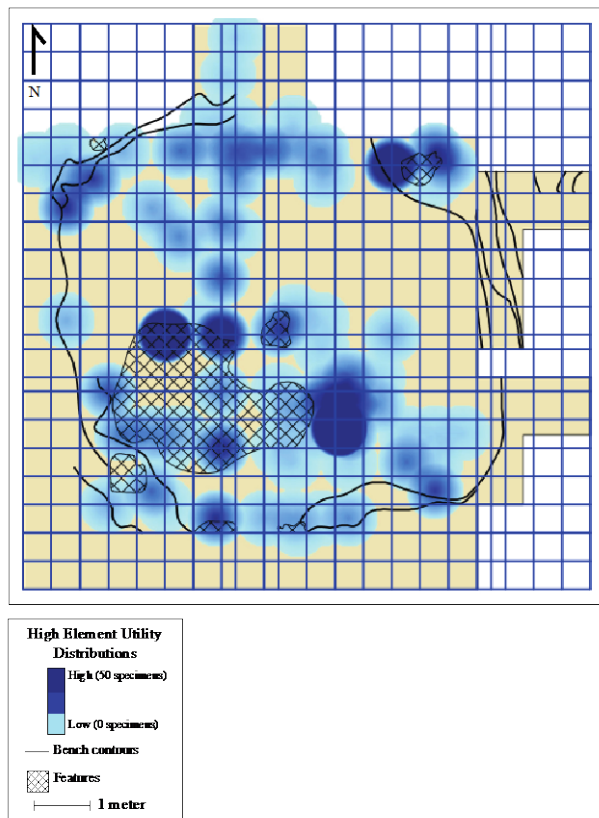 N
High Element Utility
Distributions
High (50 specimens)
Low (0 specimens)
Bench contours
Features
1 meter